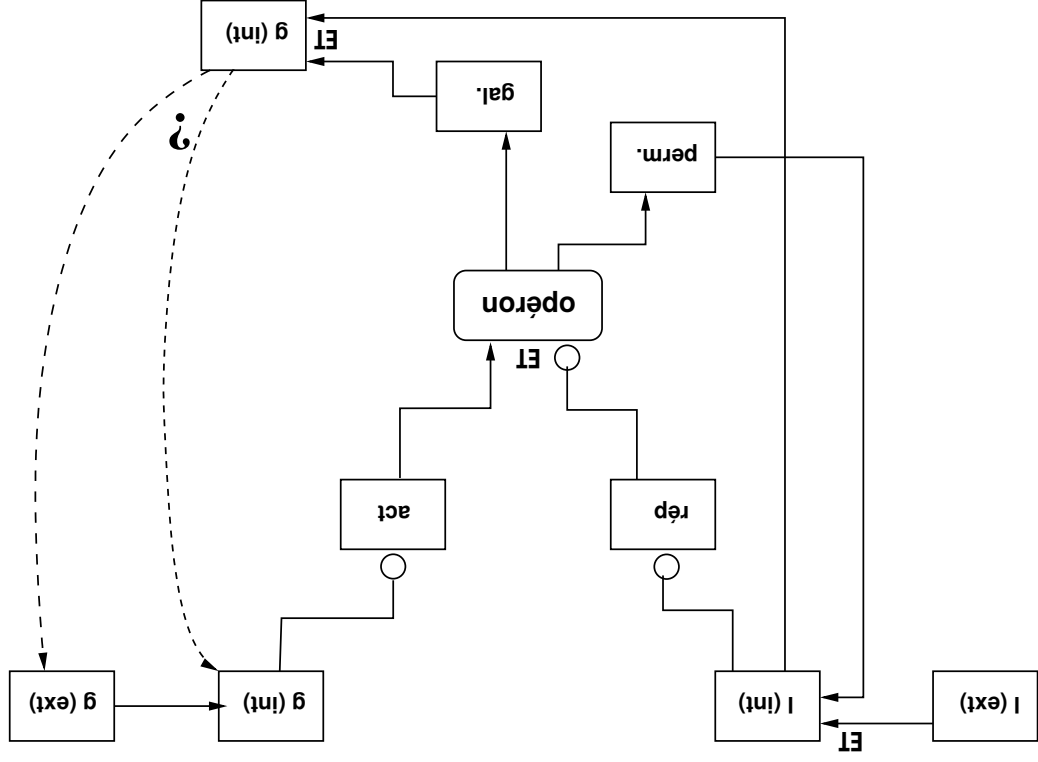 l (ext)
ET
l (int)
g (int)
g (ext)
rép
act
ET
opéron
perm.
gal.
?
ET
g (int)